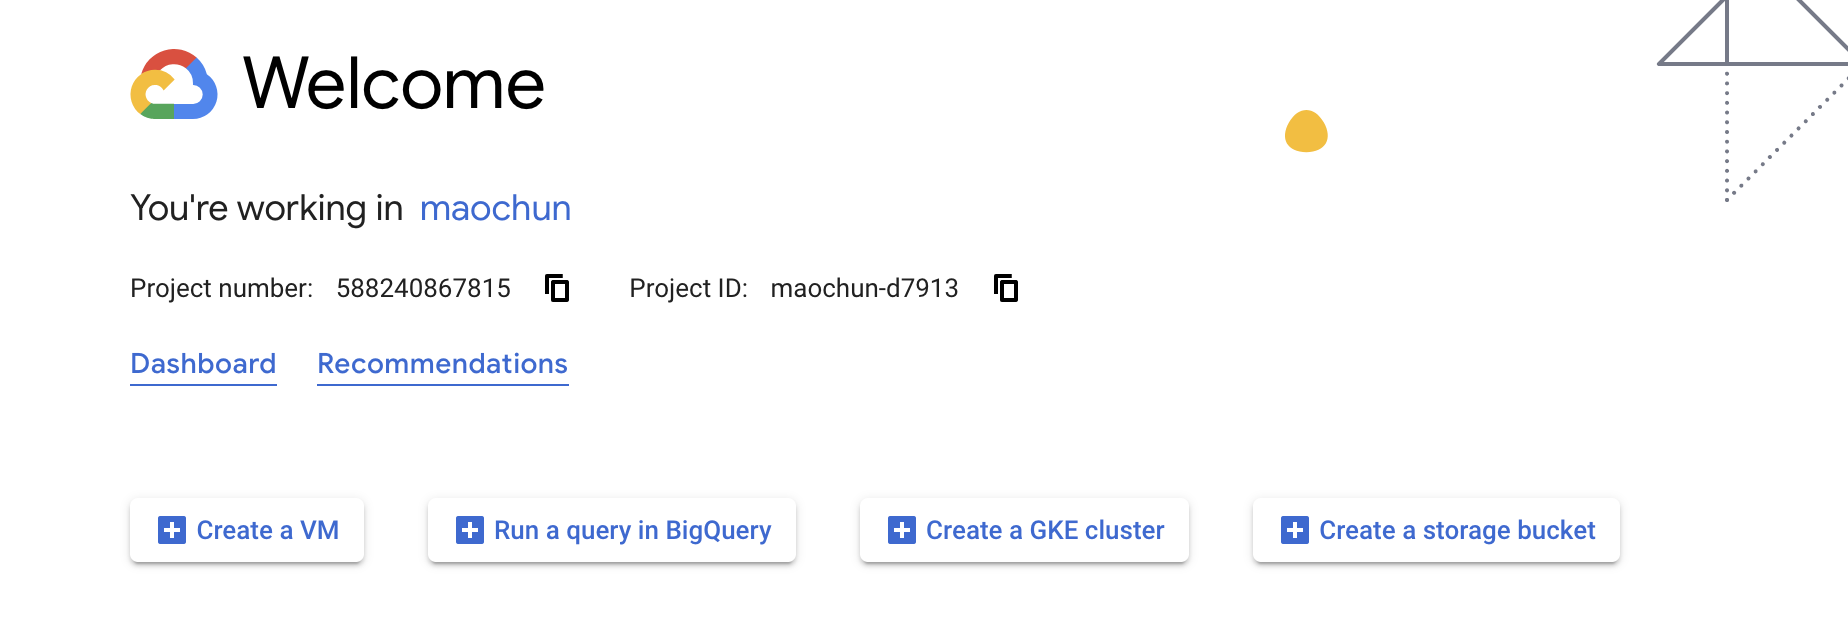 Welcome
You're working in maochun
Project number: 588240867815 Project ID: maochun-d7913
Dashboard Recommendations
Create a VM Run a query in BigQuery Create a GKE cluster Create a storage bucket